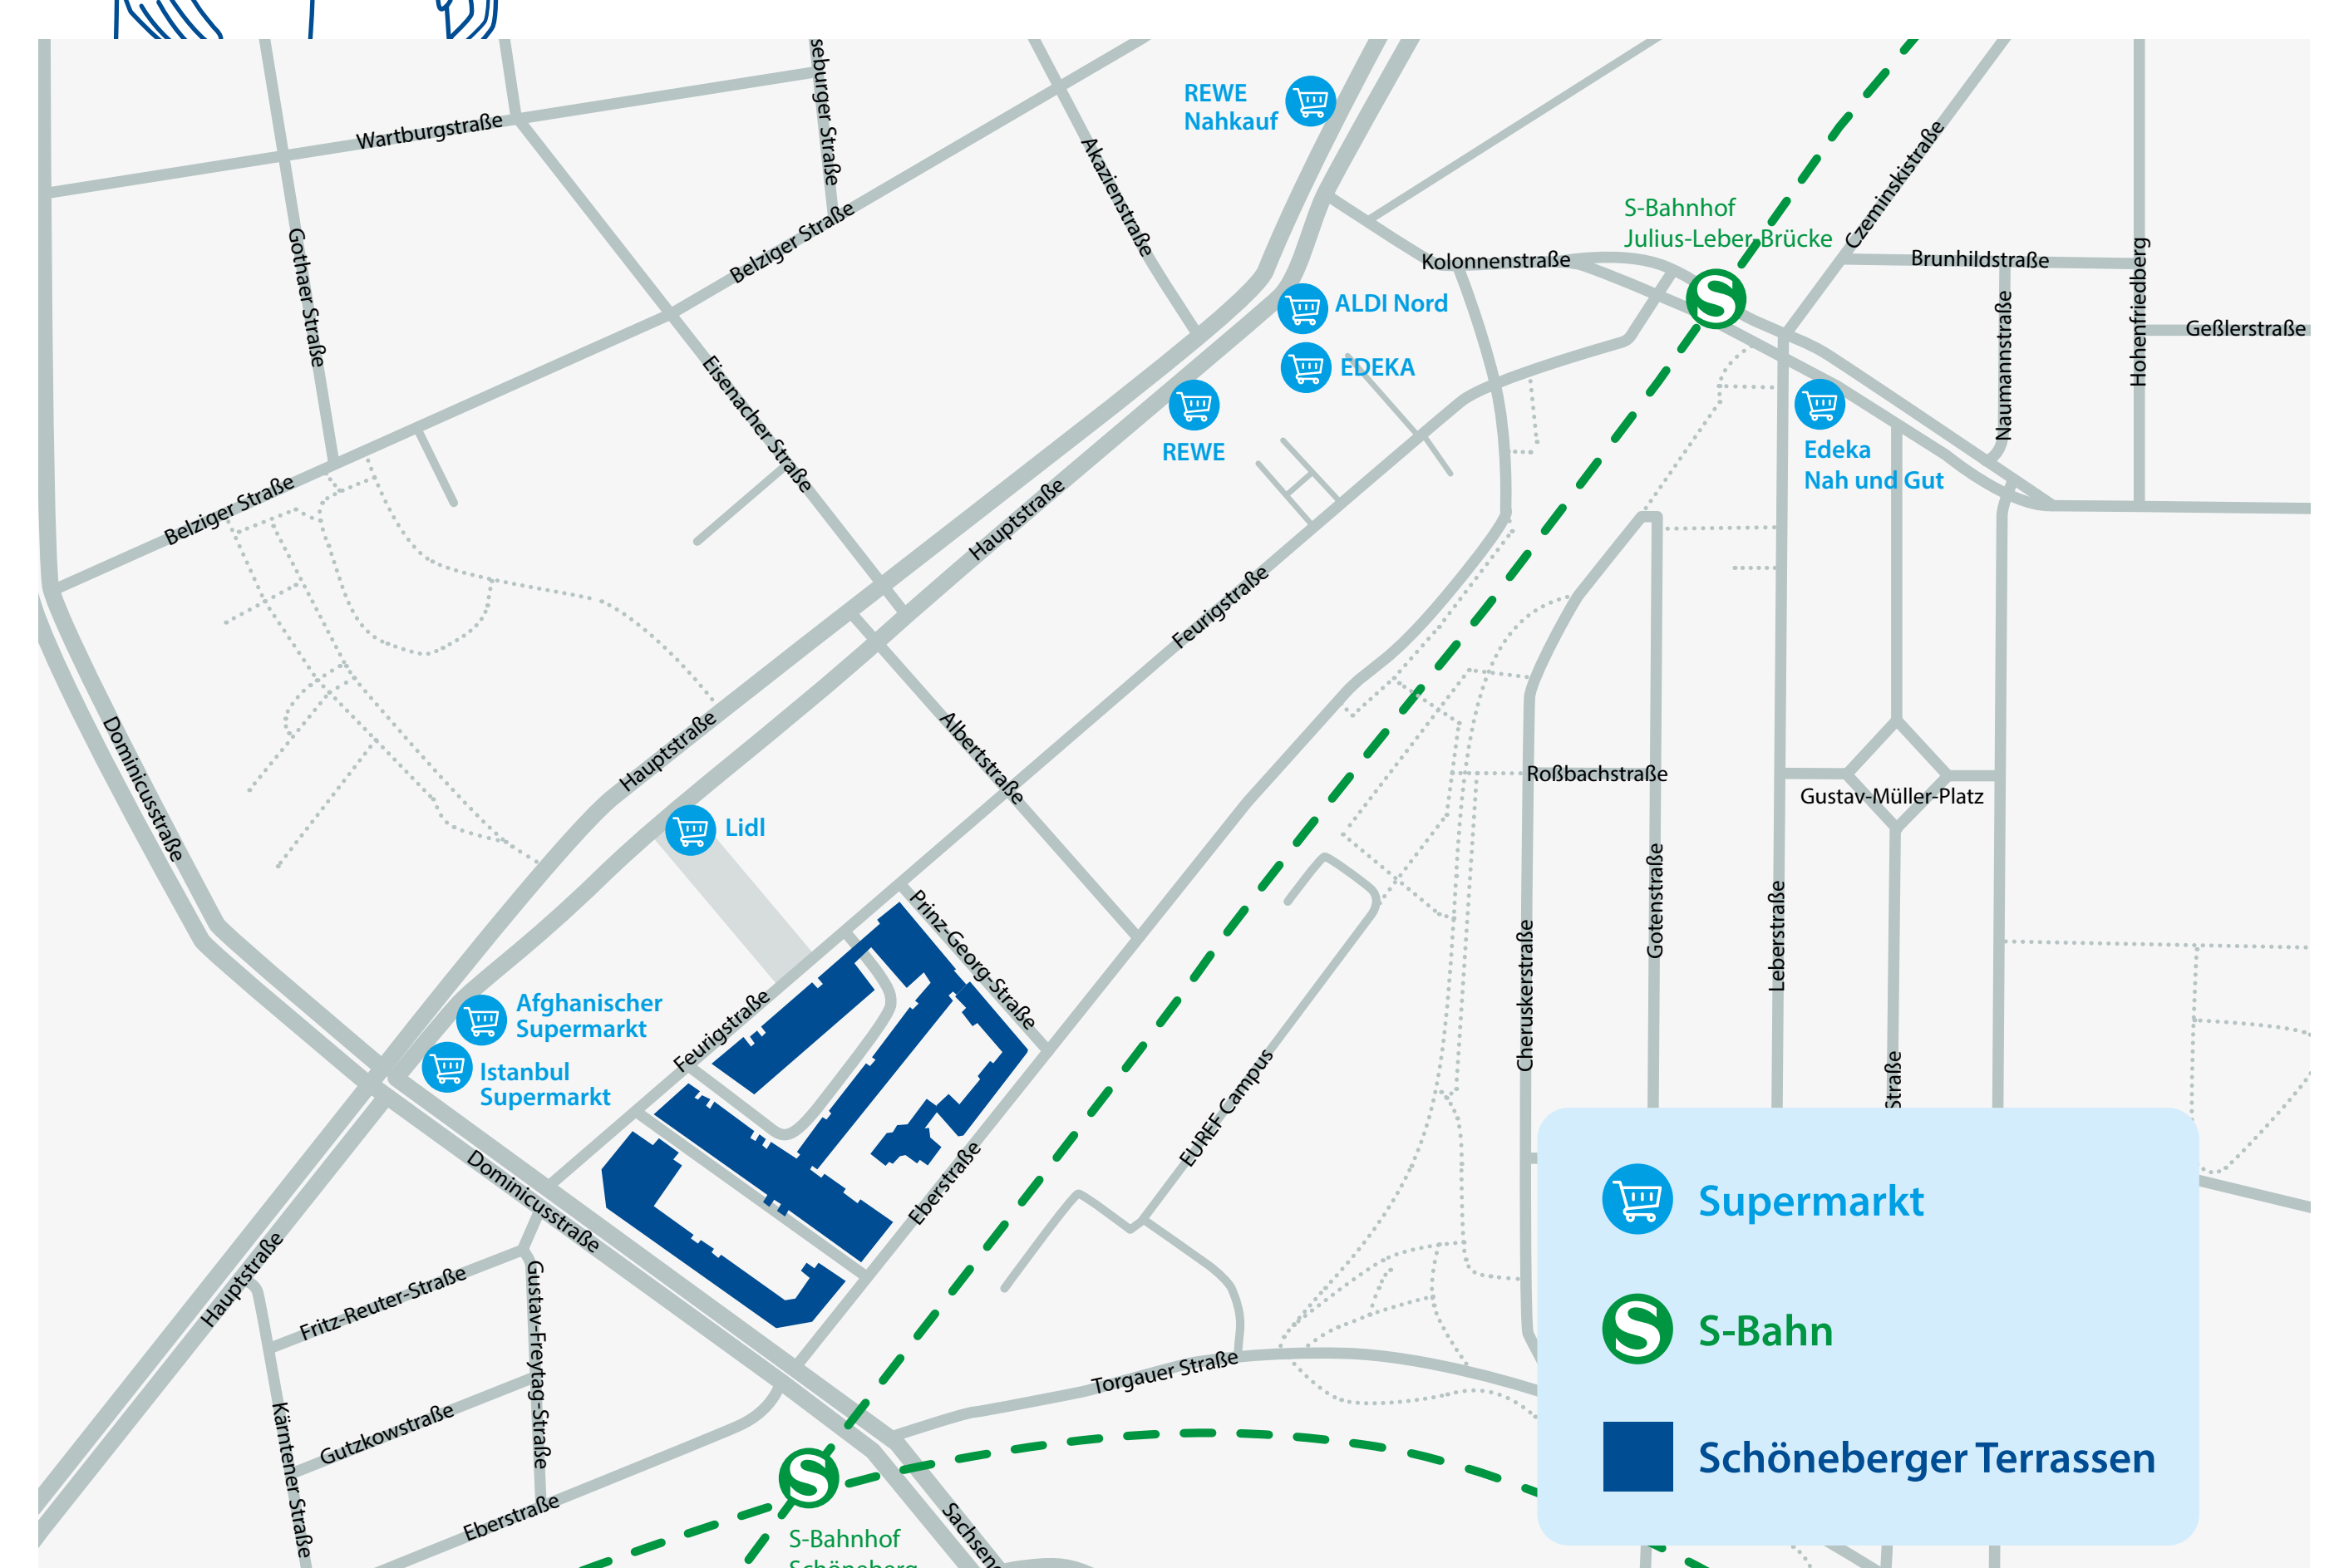 seburger Straße
REWE
Nahkauf
Wartburgstraße
Akazienstraße
Czeminskistraße
S-Bahnhof
Julius-Leber-Brücke
Belziger Straße
Gothaer Straße
Kolonnenstraße
Brunhildstraße
Hohenfriedberg
Naumannstraße
Geßlerstraße
ALDI Nord
EDEKA
REWE
Eisenacher Straße
Edeka
Nah und Gut
Belziger Straße
Hauptstraße
Feurigstraße
Dominicusstraße
Hauptstraße
Albertstraße
Roßbachstraße
Gustav-Müller-Platz
Lidl
Gotenstraße
Leberstraße
Cheruskerstraße
Prinz-Georg-Straße
Afghanischer
Supermarkt
Istanbul
Supermarkt
Feurigstraße
EUREF Campus
Straße
Eberstraße
Dominicusstraße
Hauptstraße
Fritz-Reuter-Straße
Gustav-Freytag-Straße
Gutzkowstraße
Kärntener Straße
Eberstraße
Torgauer Straße
Sachsen
S-Bahnhof
Schöneberg
Supermarkt
S-Bahn
Schöneberger Terrassen